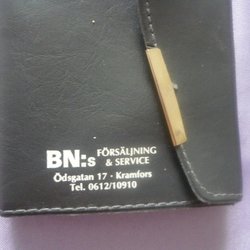 BN:s FÖRSÄLJNING
& SERVICE
Ödsgatan 17 · Kramfors
Tel. 0612/10910